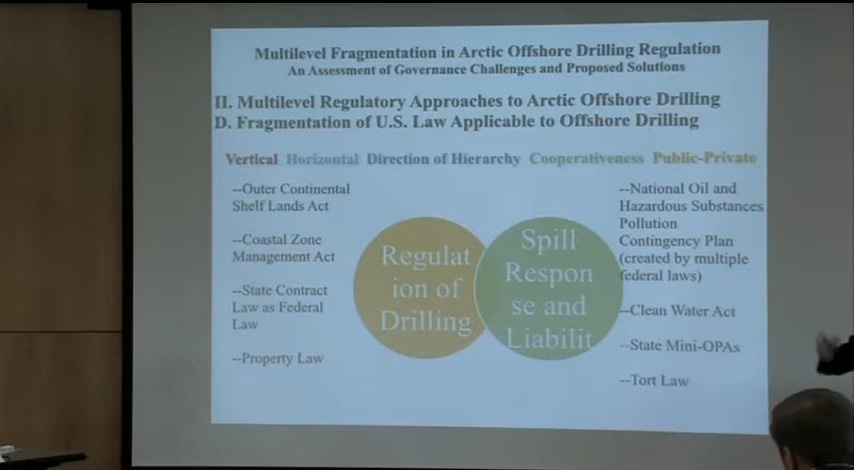 Multilevel Fragmentation in Arctic Offshore Drilling Regulation
An Assessment of Governance Challenges and Proposed Solutions
II. Multilevel Regulatory Approaches to Arctic Offshore Drilling
D. Fragmentation of U.S. Law Applicable to Offshore Drilling
Vertical Horizontal Direction of Hierarchy Cooperativeness Public-Private
--Outer Continental
Shelf Lands Act
--Coastal Zone
Management Act
--State Contract
Law as Federal
Law
--Property Law
Regulat
ion of
Drilling
Spill
Respon
se and
Liabilit
--National Oil and
Hazardous Substances
Pollution
Contingency Plan
(created by multiple
federal laws)
--Clean Water Act
--State Mini-OPAs
--Tort Law